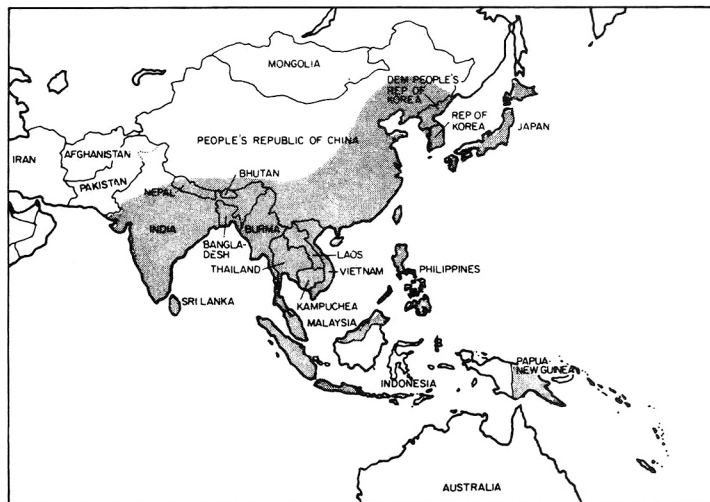 MONGOLIA
DEM PEOPLE'S
REP OF
KOREA
REP OF
KOREA
JAPAN
PEOPLE'S REPUBLIC OF CHINA
IRAN
AFGHANISTAN
PAKISTAN
BHUTAN
NEPAL
INDIA
BURMA
BANGLA-
DESH
LAOS
THAILAND
VIETNAM
PHILIPPINES
SRI LANKA
KAMPUCHEA
MALAYSIA
PAPUA
NEW GUINEA
INDONESIA
AUSTRALIA